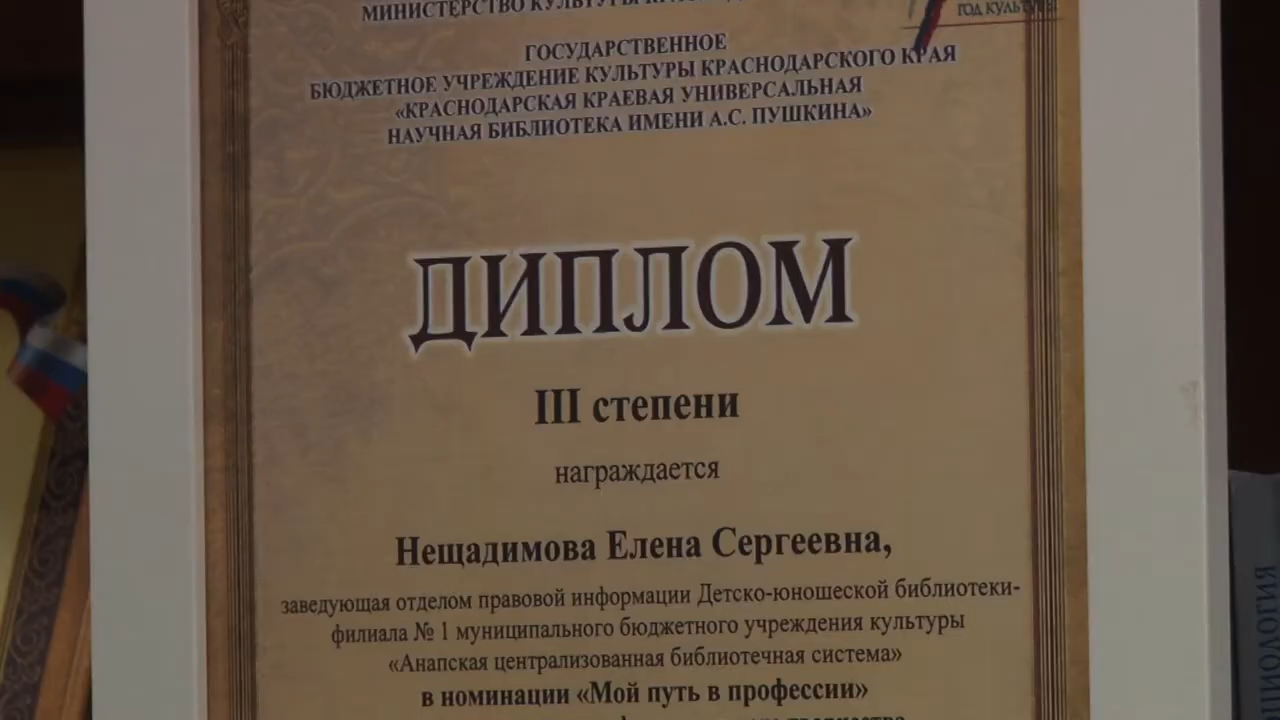 МИНИСТЕРСТВО КУЛЬТУРЫ
ГОД КУЛЬТУРЫ
ГОСУДАРСТВЕННОЕ
БЮДЖЕТНОЕ УЧРЕЖДЕНИЕ КУЛЬТУРЫ КРАСНОДАРСКОГО КРАЯ
«КРАСНОДАРСКАЯ КРАЕВАЯ УНИВЕРСАЛЬНАЯ
НАУЧНАЯ БИБЛИОТЕКА ИМЕНИ А.С. ПУШКИНА»
ДИПЛОМ
III степени
награждается
Нещадимова Елена Сергеевна,
заведующая отделом правовой информации Детско-юношеской библиотеки-
филиала № 1 муниципального бюджетного учреждения культуры
«Анапская централизованная библиотечная система»
в номинации «Мой путь в профессии»